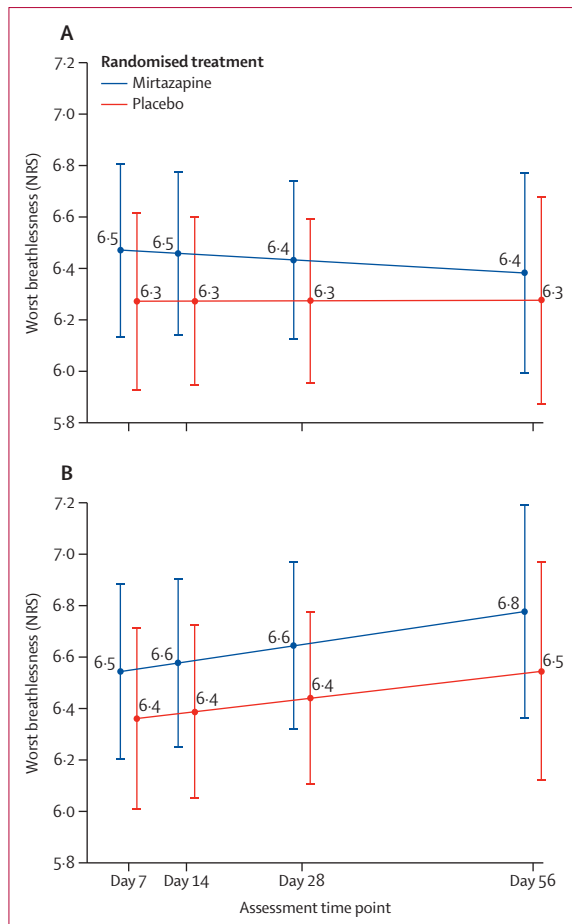 A
Randomised treatment
Mirtazapine
Placebo
Worst breathlessness (NRS)
7·2
7·0
6·8
6·6
6·4
6·2
6·0
5·8
6·5
6·5
6·4
6·4
6·3
6·3
6·3
6·3
B
Worst breathlessness (NRS)
7·2
7·0
6·8
6·6
6·4
6·2
6·0
5·8
6·5
6·6
6·6
6·8
6·4
6·4
6·4
6·5
Day 7
Day 14
Day 28
Day 56
Assessment time point